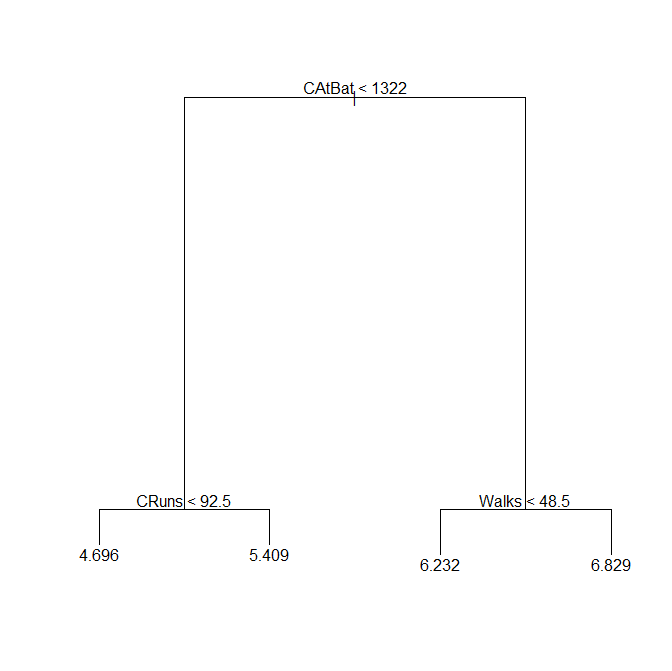 CAtBat < 1322
CRuns < 92.5
Walks < 48.5
4.696
5.409
6.232
6.829